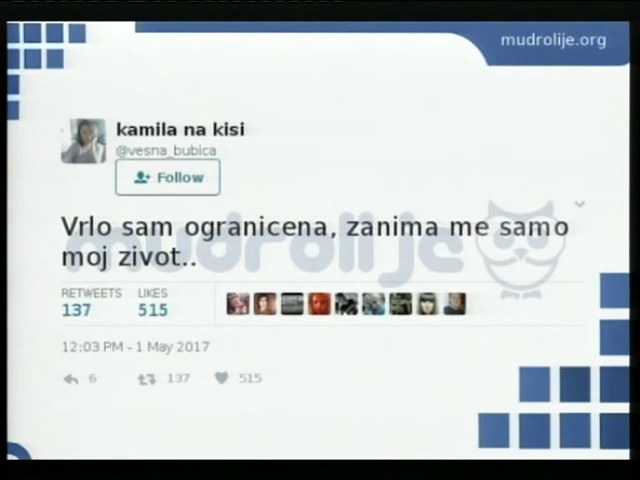 mudrolije.org
kamila na kisi
@vesna_bubica
Follow
Vrlo sam ogranicena, zanima me samo
moj zivot..
mudrolije
RETWEETS LIKES
137 515
12:03 PM - 1 May 2017
6 137 515